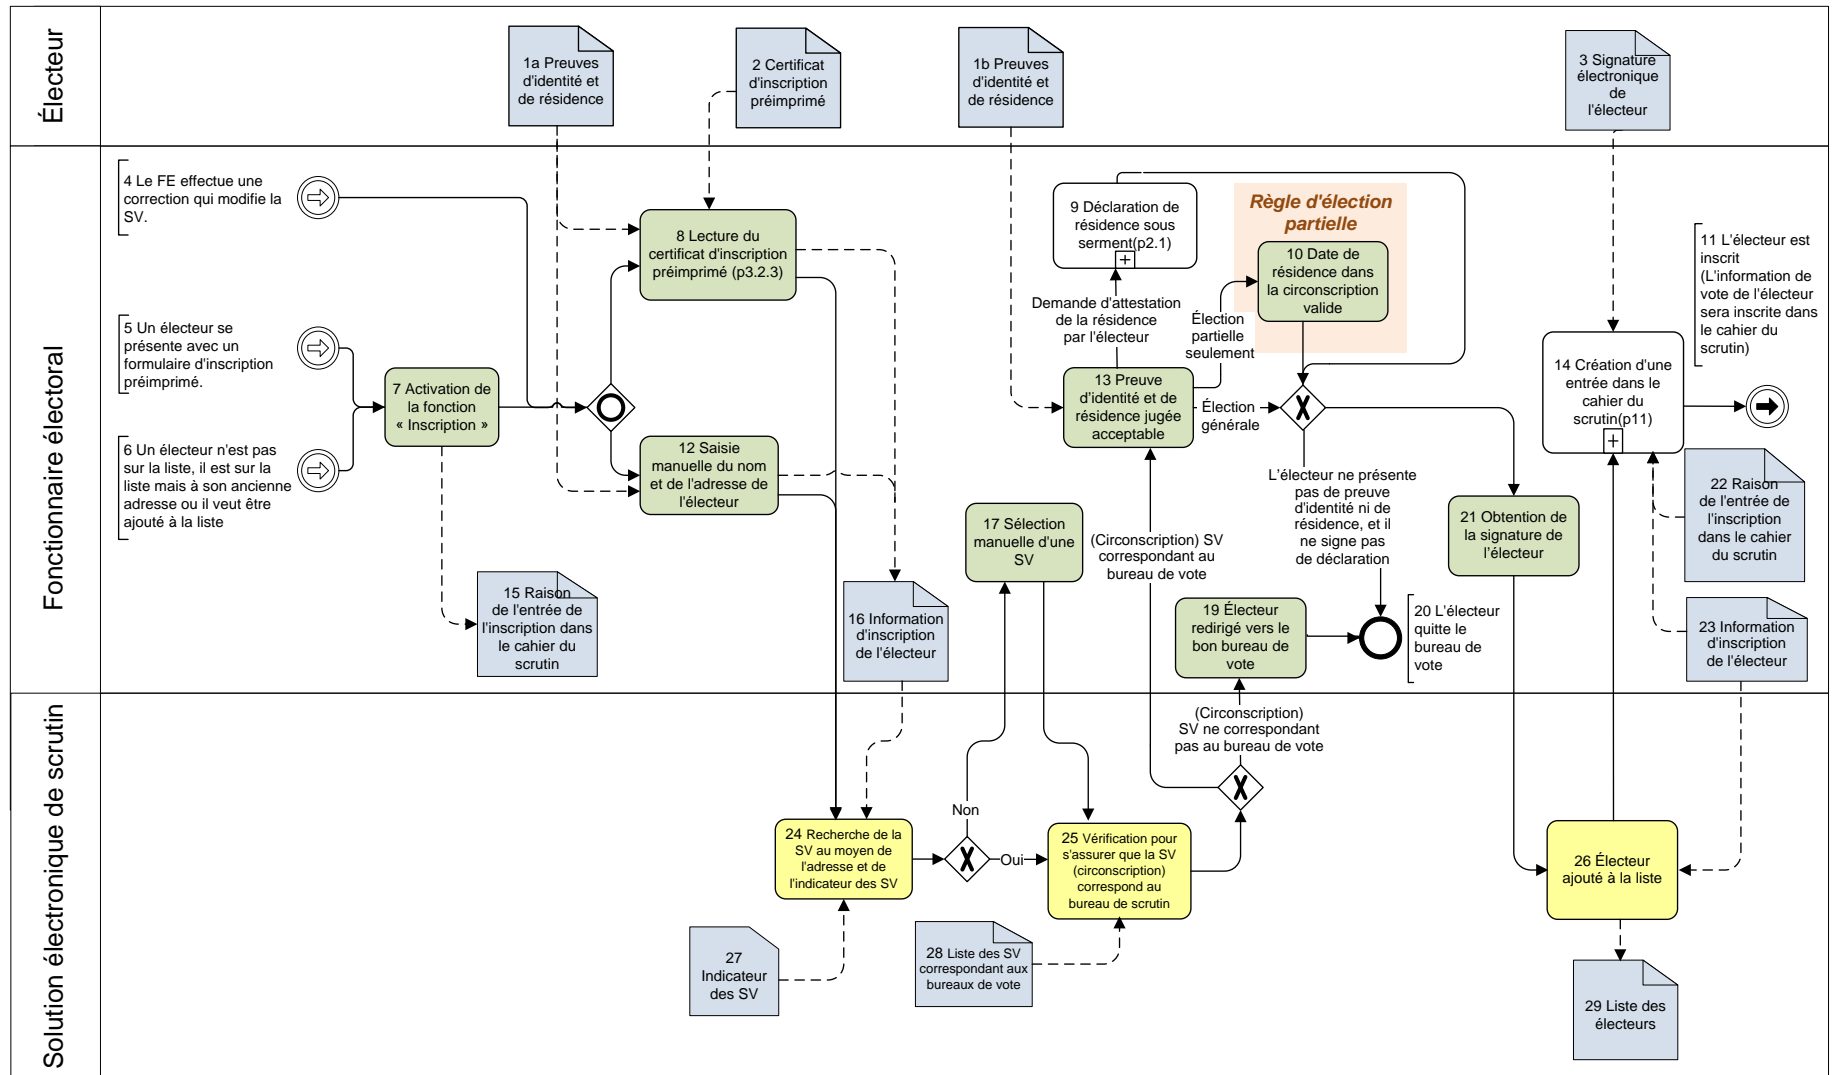 Électeur
1a Preuves
d'identité et
de résidence
2 Certificat
d'inscription
préimprimé
1b Preuves
d'identité et
de résidence
3 Signature
électronique
de
l'électeur
Fonctionnaire électoral
4 Le FE effectue une
correction qui modifie la
SV.
5 Un électeur se
présente avec un
formulaire d'inscription
préimprimé.
6 Un électeur n'est pas
sur la liste, il est sur la
liste mais à son ancienne
adresse ou il veut être
ajouté à la liste
7 Activation de
la fonction
« Inscription »
8 Lecture du
certificat d'inscription
préimprimé (p3.2.3)
9 Déclaration de
résidence sous
serment(p2.1)
Règle d'élection
partielle
10 Date de
résidence dans
la circonscription
valide
11 L'électeur est
inscrit
(L'information de
vote de l'électeur
sera inscrite dans
le cahier du
scrutin)
Demande d'attestation
de la résidence
par l'électeur
Élection
partielle
seulement
12 Saisie
manuelle du nom
et de l'adresse de
l'électeur
13 Preuve
d'identité et de
résidence jugée
acceptable
Élection
générale
14 Création d'une
entrée dans le
cahier du
scrutin(p11)
L'électeur ne présente
pas de preuve
d'identité ni de
résidence, et il
ne signe pas
de déclaration
15 Raison
de l'entrée de
l'inscription dans
le cahier du
scrutin
16 Information
d'inscription
de l'électeur
17 Sélection
manuelle d'une
SV
(Circonscription) SV
correspondant au
bureau de vote
19 Électeur
redirigé vers le
bon bureau de
vote
20 L'électeur
quitte le
bureau de
vote
21 Obtention de
la signature de
l'électeur
22 Raison
de l'entrée de
l'inscription
dans le cahier
du scrutin
23 Information
d'inscription
de l'électeur
Solution électronique de scrutin
(Circonscription)
SV ne correspondant
pas au bureau de vote
24 Recherche de la
SV au moyen de
l'adresse et de
l'indicateur des SV
Non
Oui
25 Vérification pour
s'assurer que la SV
(circonscription)
correspond au
bureau de scrutin
26 Électeur
ajouté à la liste
27
Indicateur
des SV
28 Liste des SV
correspondant aux
bureaux de vote
29 Liste des
électeurs